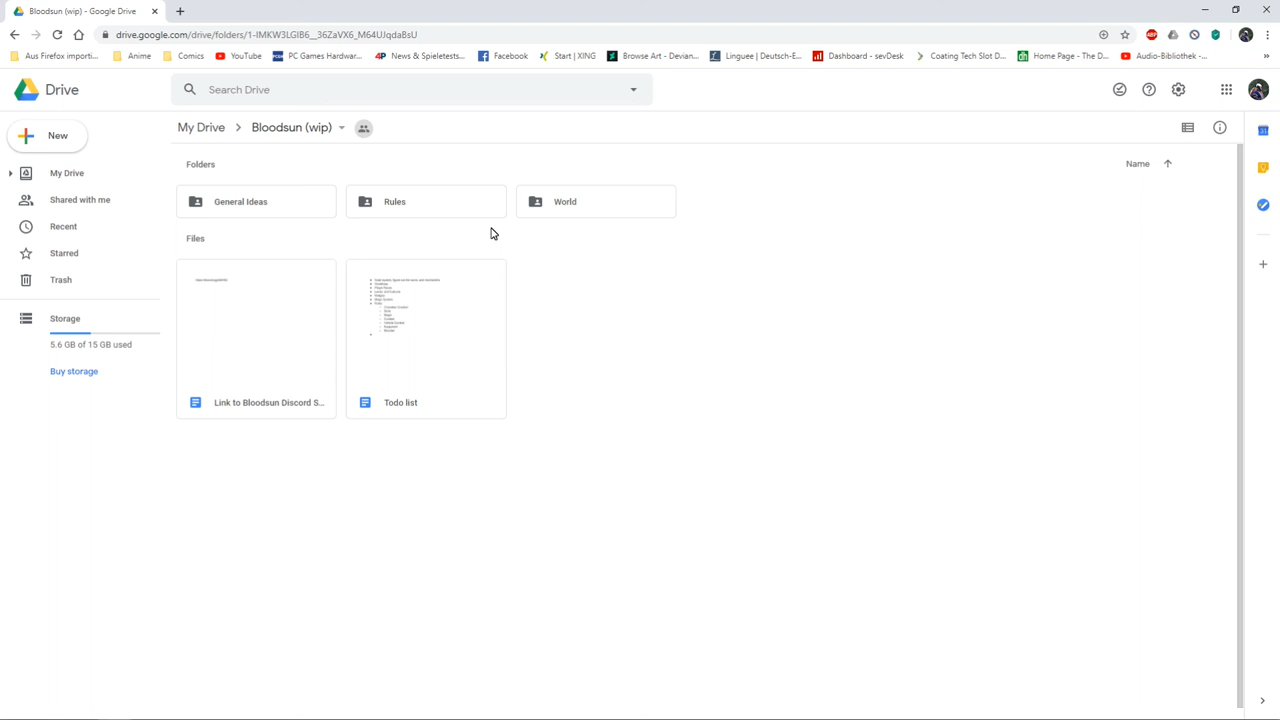 Bloodsun (wip) - Google Drive
drive.google.com/drive/folders/1-IMKW3LGIB6__36ZaVX6_M64UJqdaBsU
Aus Firefox importi... Anime Comics YouTube PC Games Hardwar... News & Spieletests... Facebook Start | XING Browse Art - Devian... Linguee | Deutsch-E... Dashboard - sevDesk Coating Tech Slot D... Home Page - The D... Audio-Bibliothek -... »
Drive
Search Drive
New
My Drive
Shared with me
Recent
Starred
Trash
Storage
5.6 GB of 15 GB used
Buy storage
My Drive > Bloodsun (wip)
Folders
Name
General Ideas
Rules
World
Files
Link to Bloodsun Discord S...
Todo list